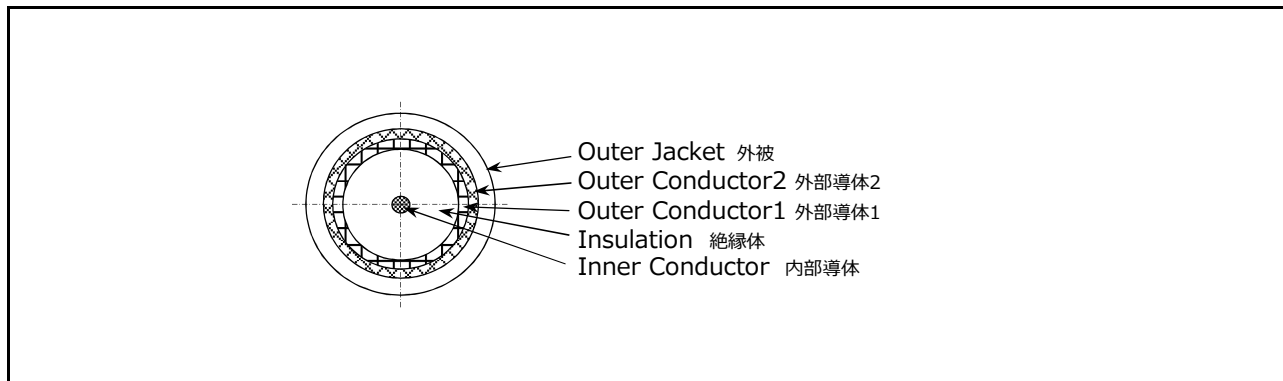 Outer Jacket 外被
Outer Conductor2 外部導体2
Outer Conductor1 外部導体1
Insulation 絶縁体
Inner Conductor 内部導体